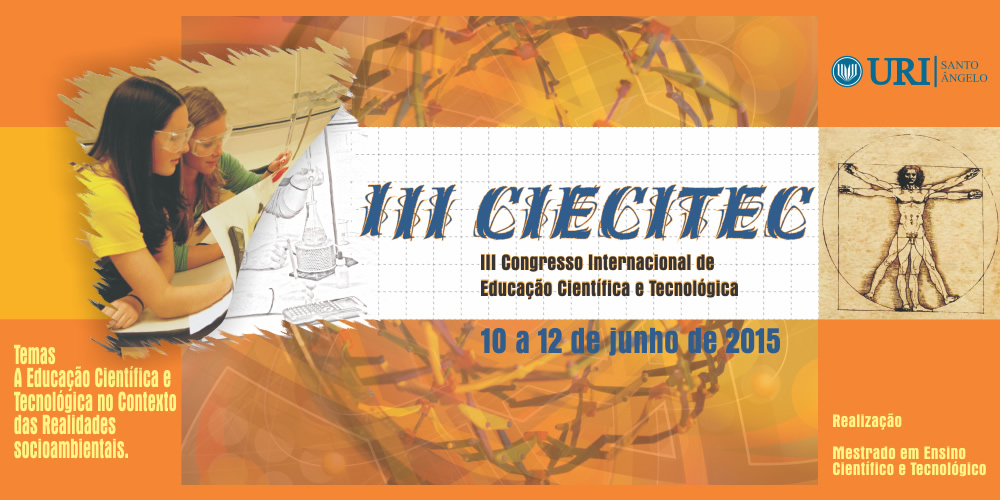 URI
SANTO
ÂNGELO
III CIECITEC
III Congresso Internacional de
Educação Científica e Tecnológica
10 a 12 de junho de 2015
Temas
A Educação Científica e
Tecnológica no Contexto
das Realidades
socioambientais.
Realização
Mestrado em Ensino
Científico e Tecnológico